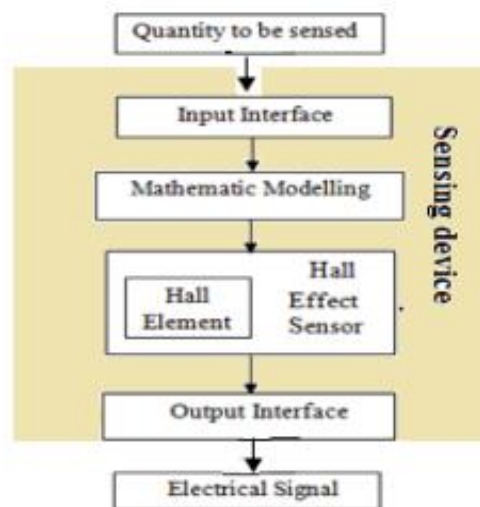 Quantity to be sensed
Input Interface
Mathematic Modelling
Hall
Element
Hall
Effect
Sensor
Output Interface
Electrical Signal
Sensing device